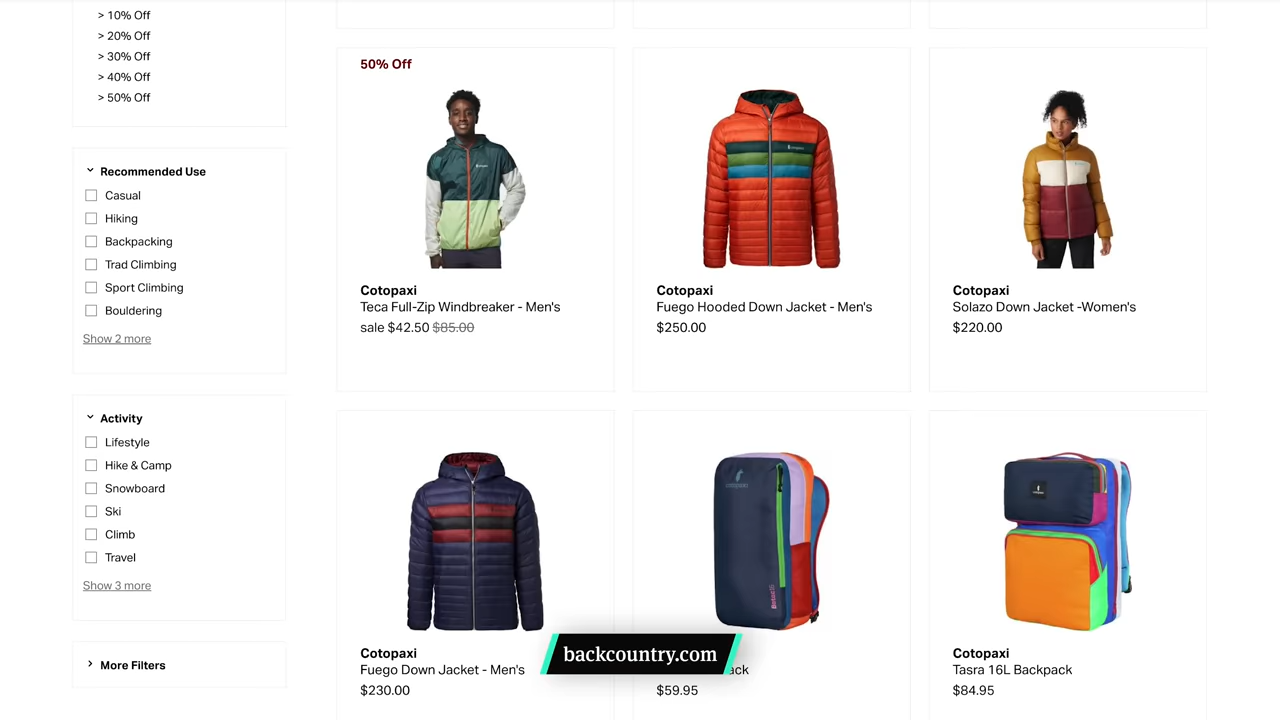 > 10% Off
> 20% Off
> 30% Off
> 40% Off
> 50% Off
Recommended Use
Casual
Hiking
Backpacking
Trad Climbing
Sport Climbing
Bouldering
Show 2 more
Activity
Lifestyle
Hike & Camp
Snowboard
Ski
Climb
Travel
Show 3 more
More Filters
50% Off
Cotopaxi
Teca Full-Zip Windbreaker - Men's
sale $42.50 $85.00
Cotopaxi
Fuego Hooded Down Jacket - Men's
$250.00
Cotopaxi
Solazo Down Jacket -Women's
$220.00
Cotopaxi
Fuego Down Jacket - Men's
$230.00
cotopaxi
$59.95
Cotopaxi
Tasra 16L Backpack
$84.95
backcountry.com